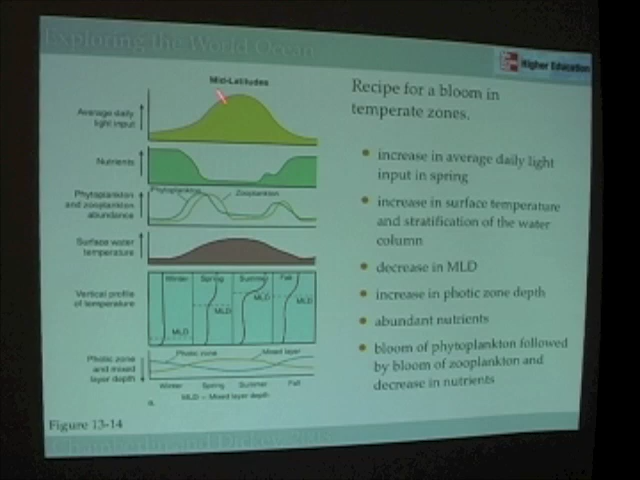 Exploring the World Ocean
Higher Education
Mid-Latitudes
Average daily
light input
Nutrients
Phytoplankton
and zooplankton
abundance
Phytoplankton
Zooplankton
Surface water
temperature
Vertical profile
of temperature
Winter
Spring
Summer
Fall
MLD
MLD
MLD
MLD
Photic zone
and mixed
layer depth
Photic zone
Mixed layer
Winter
Spring
Summer
Fall
MLD = Mixed layer depth
a.
Figure 13-14
Recipe for a bloom in
temperate zones.
increase in average daily light
input in spring
increase in surface temperature
and stratification of the water
column
decrease in MLD
increase in photic zone depth
abundant nutrients
bloom of phytoplankton followed
by bloom of zooplankton and
decrease in nutrients